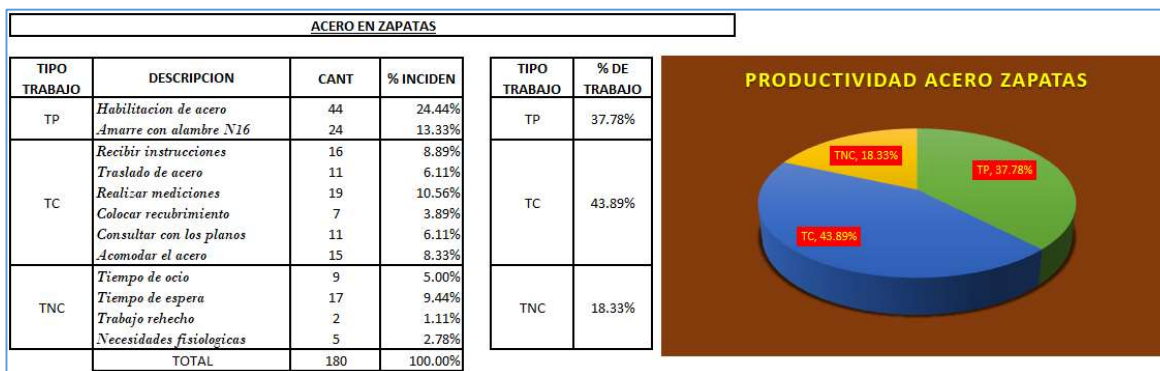 ACERO EN ZAPATAS
TIPO TRABAJO DESCRIPCION CANT % INCIDEN
TP Habilitacion de acero 44 24.44%
Amarre con alambre N16 24 13.33%
TC Recibir instrucciones 16 8.89%
Traslado de acero 11 6.11%
Realizar mediciones 19 10.56%
Colocar recubrimiento 7 3.89%
Consultar con los planos 11 6.11%
Acomodar el acero 15 8.33%
TNC Tiempo de ocio 9 5.00%
Tiempo de espera 17 9.44%
Trabajo rehecho 2 1.11%
Necesidades fisiologicas 5 2.78%
TOTAL 180 100.00%
TIPO TRABAJO % DE TRABAJO
TP 37.78%
TC 43.89%
TNC 18.33%
PRODUCTIVIDAD ACERO ZAPATAS
TNC, 18.33%
TP, 37.78%
TC, 43.89%